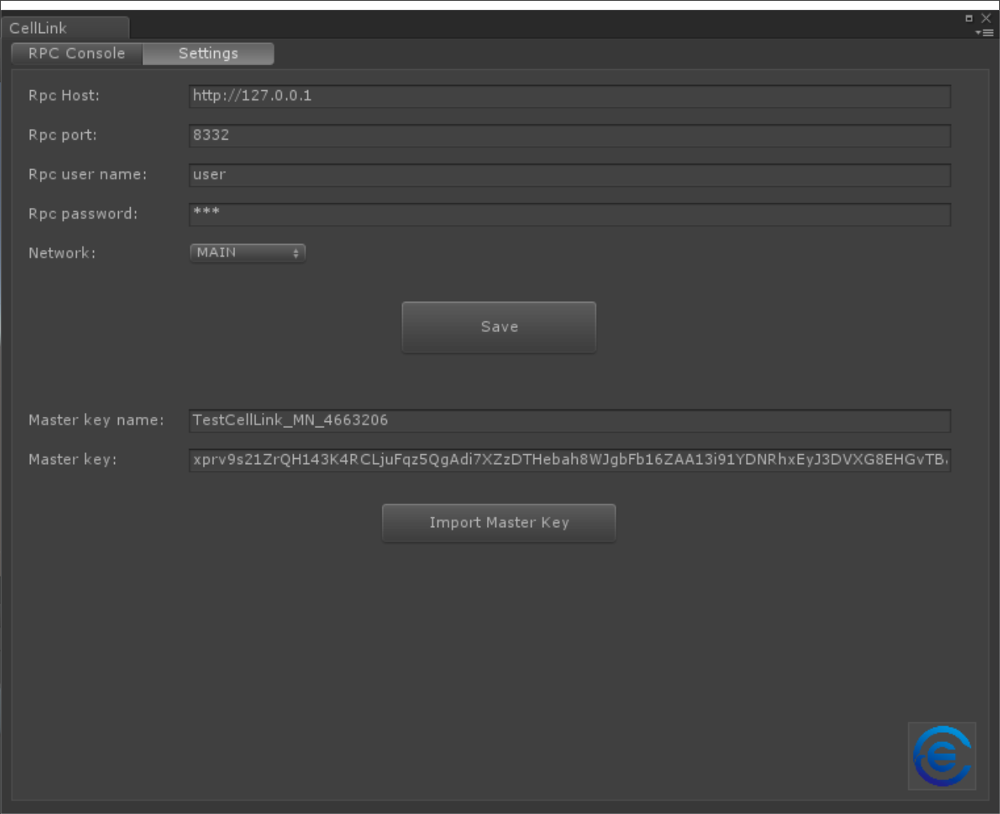 CellLink
RPC Console Settings
Rpc Host: http://127.0.0.1
Rpc port: 8332
Rpc user name: user
Rpc password: ***
Network: MAIN
Save
Master key name: TestCellLink_MN_4663206
Master key: xprv9s21ZrQH143K4RCLjuFqz5QgAdi7XZzDTHebah8WJgbFb16ZAA13i91YDNRhxEyJ3DVXG8EHGvTB
Import Master Key